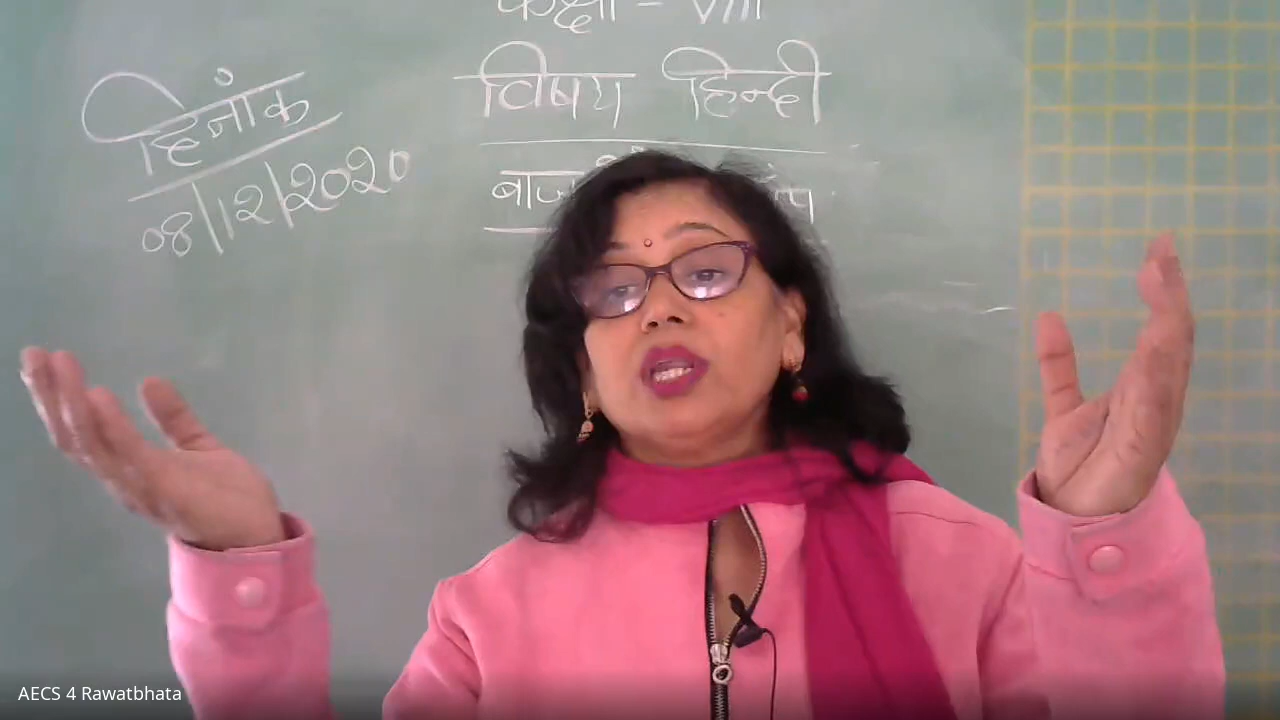 कक्षा - VIII
विषय हिन्दी
दिनांक
08/12/2020
AECS 4 Rawatbhata